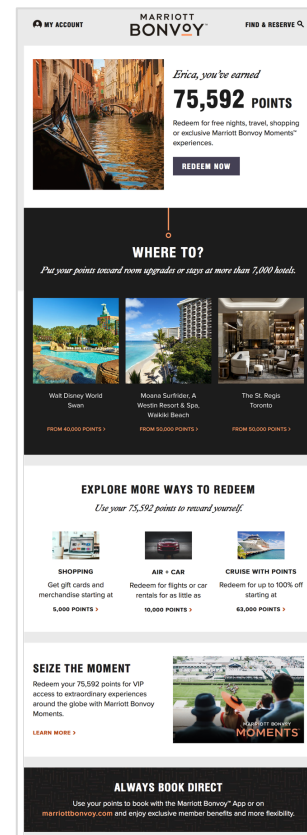 MY ACCOUNT
MARRIOTT
BONVOY™
FIND & RESERVE
Erica, you've earned
75,592 POINTS
Redeem for free nights, travel, shopping
or exclusive Marriott Bonvoy Moments™
experiences.
REDEEM NOW
WHERE TO?
Put your points toward room upgrades or stays at more than 7,000 hotels.
Walt Disney World
Swan
FROM 40,000 POINTS >
Moana Surfrider, A
Westin Resort & Spa,
Waikiki Beach
FROM 50,000 POINTS >
The St. Regis
Toronto
FROM 50,000 POINTS >
EXPLORE MORE WAYS TO REDEEM
Use your 75,592 points to reward yourself.
SHOPPING
Get gift cards and
merchandise starting at
5,000 POINTS >
AIR + CAR
Redeem for flights or car
rentals for as little as
10,000 POINTS >
CRUISE WITH POINTS
Redeem for up to 100% off
starting at
63,000 POINTS >
SEIZE THE MOMENT
Redeem your 75,592 points for VIP
access to extraordinary experiences
around the globe with Marriott Bonvoy
Moments.
LEARN MORE >
MARRIOTT BONVOY
MOMENTS
ALWAYS BOOK DIRECT
Use your points to book with the Marriott Bonvoy™ App or on
marriottbonvoy.com and enjoy exclusive member benefits and more flexibility.